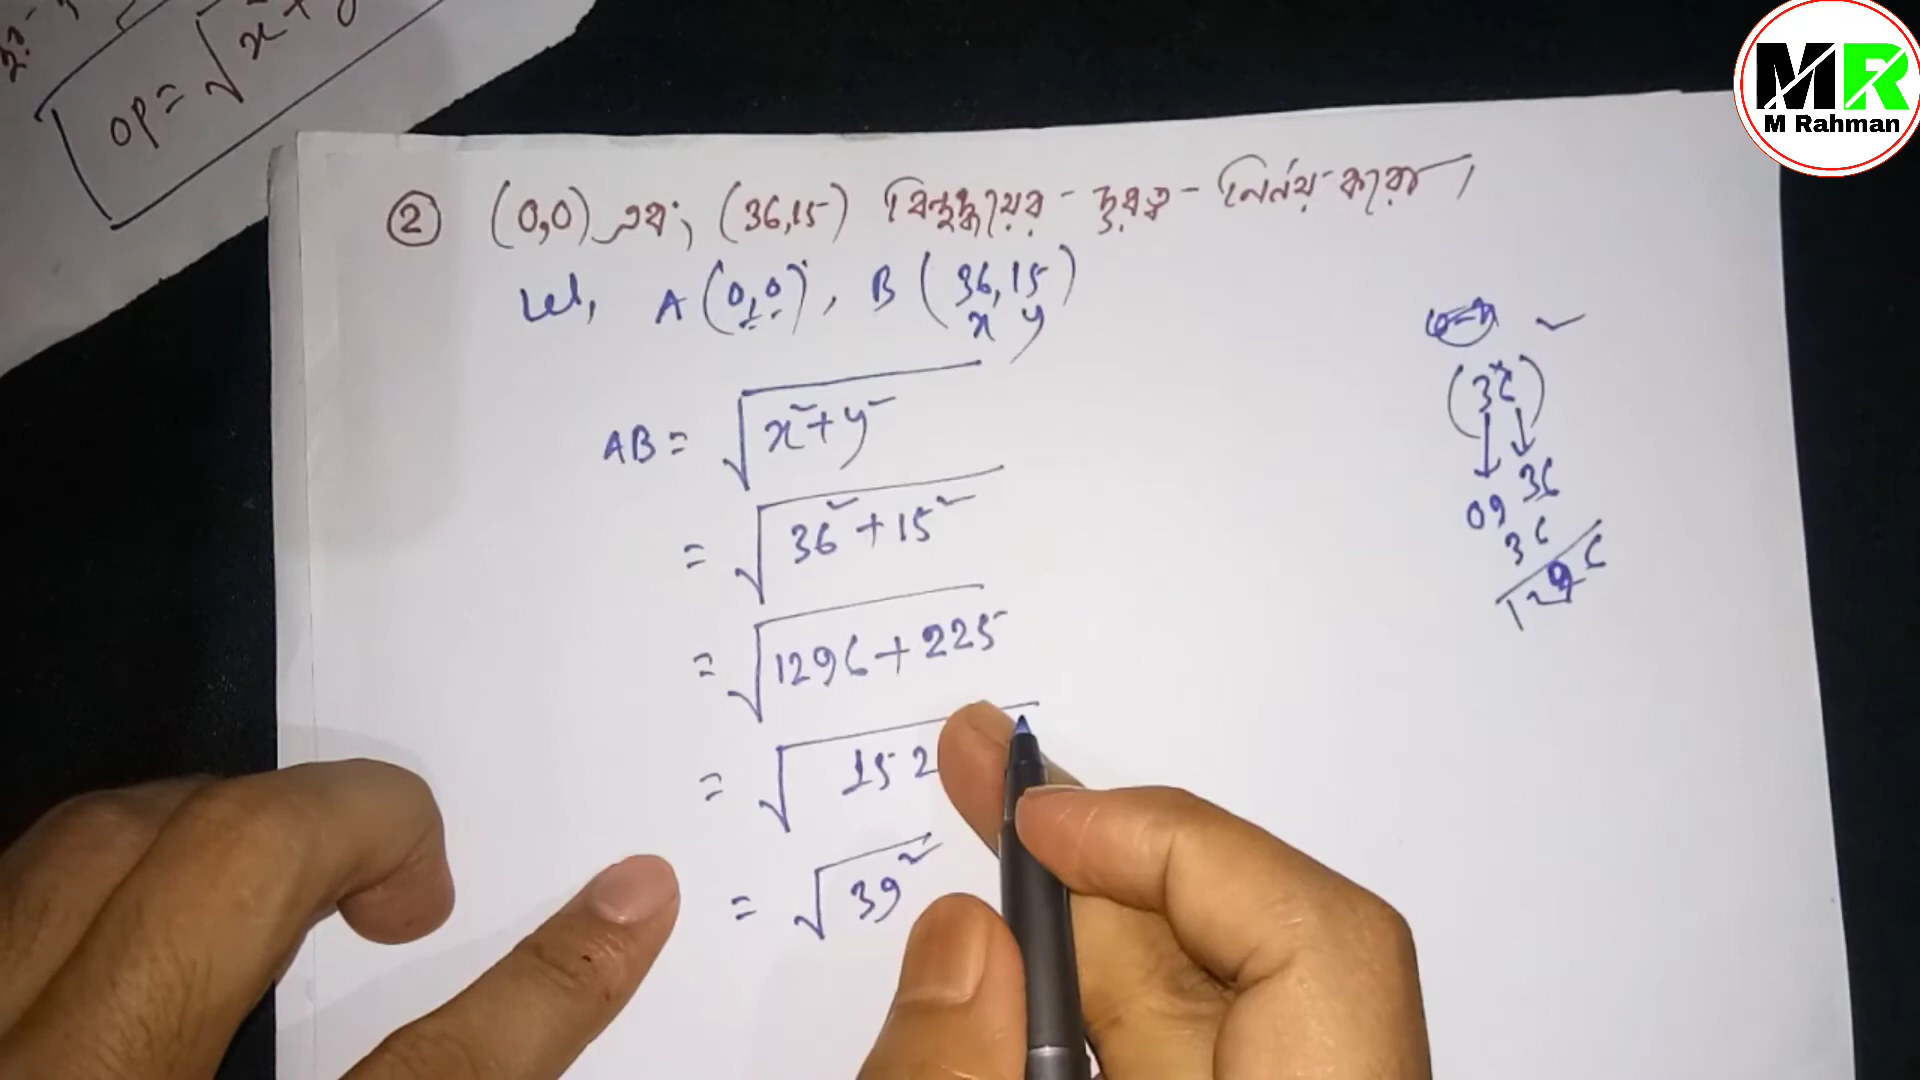 OP = √x² + y
② (0,0) এবং (36,15) বিন্দুদ্বয়ের দূরত্ব নির্ণয় করো।
Let, A (0,0), B (36,15)
x y
AB = √x² + y²
= √36² + 15²
= √1296 + 225
= √152
= √39²
(36)
09 36
36
1296
MR
M Rahman